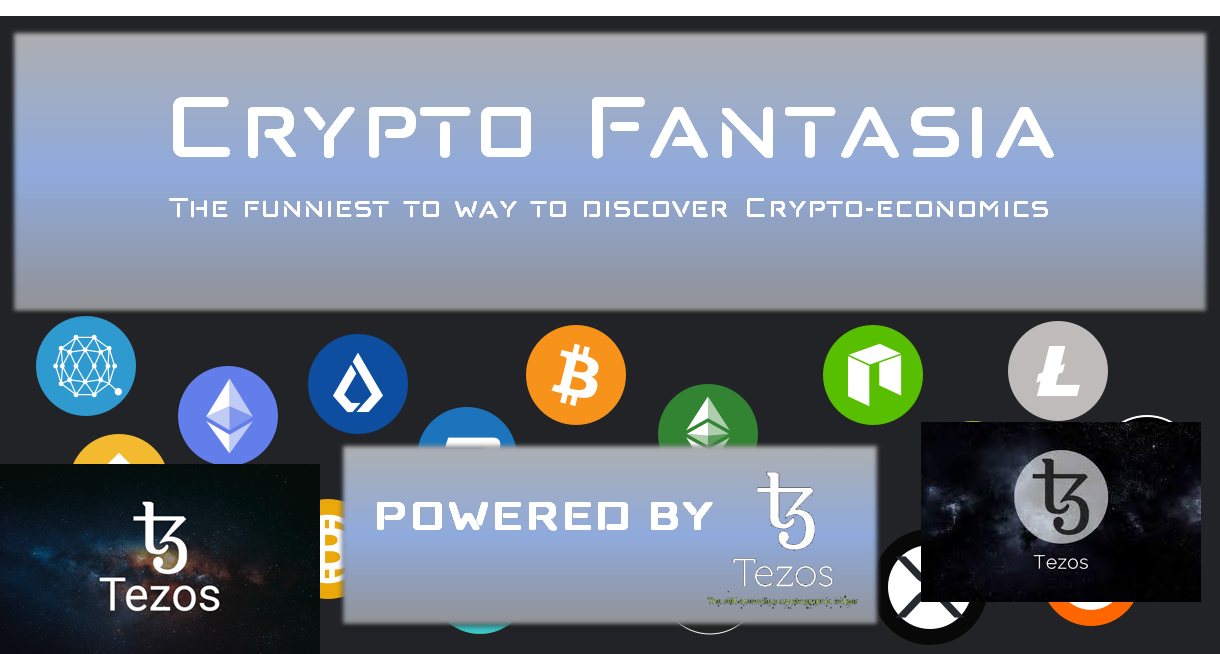 Crypto Fantasia
The funniest to way to discover Crypto-economics
POWERED BY
Tezos
Tezos
Tezos